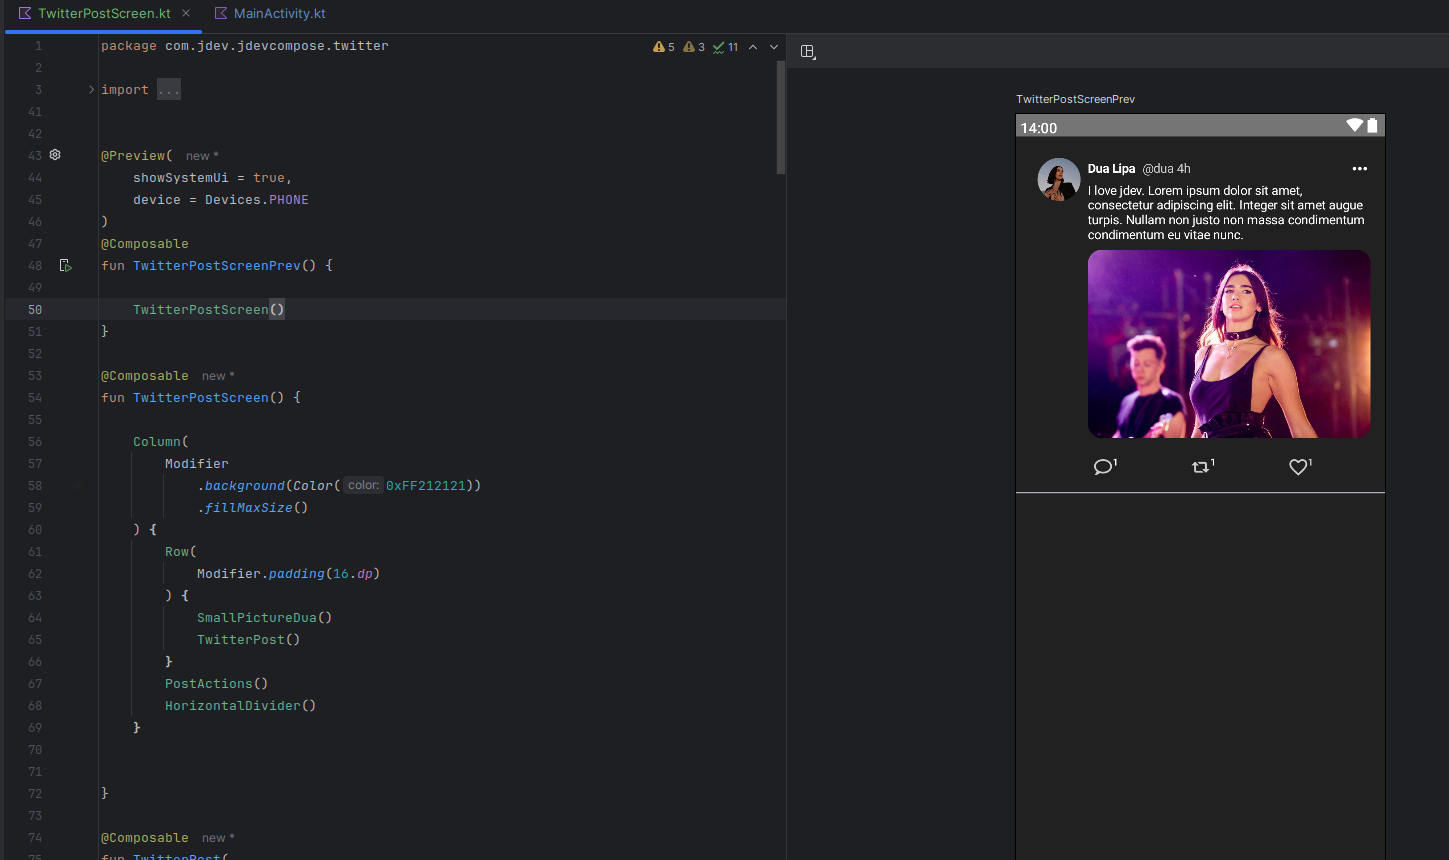 TwitterPostScreen.kt
MainActivity.kt
1 package com.jdev.jdevcompose.twitter
5 3 11
2
3 import ...
41
42
43 @Preview( new *
44 showSystemUi = true,
45 device = Devices.PHONE
46 )
47 @Composable
48 fun TwitterPostScreenPrev() {
49
50 TwitterPostScreen()
51 }
52
53 @Composable new *
54 fun TwitterPostScreen() {
55
56 Column(
57 Modifier
58 .background(Color( color: 0xFF212121))
59 .fillMaxSize()
60 ) {
61 Row(
62 Modifier.padding(16.dp)
63 ) {
64 SmallPictureDua()
65 TwitterPost()
66 }
67 PostActions()
68 HorizontalDivider()
69 }
70
71
72 }
73
74 @Composable new *
75 fun TwitterPost(
TwitterPostScreenPrev
14:00
Dua Lipa @dua 4h
I love jdev. Lorem ipsum dolor sit amet,
consectetur adipiscing elit. Integer sit amet augue
turpis. Nullam non justo non massa condimentum
condimentum eu vitae nunc.
1 1 1